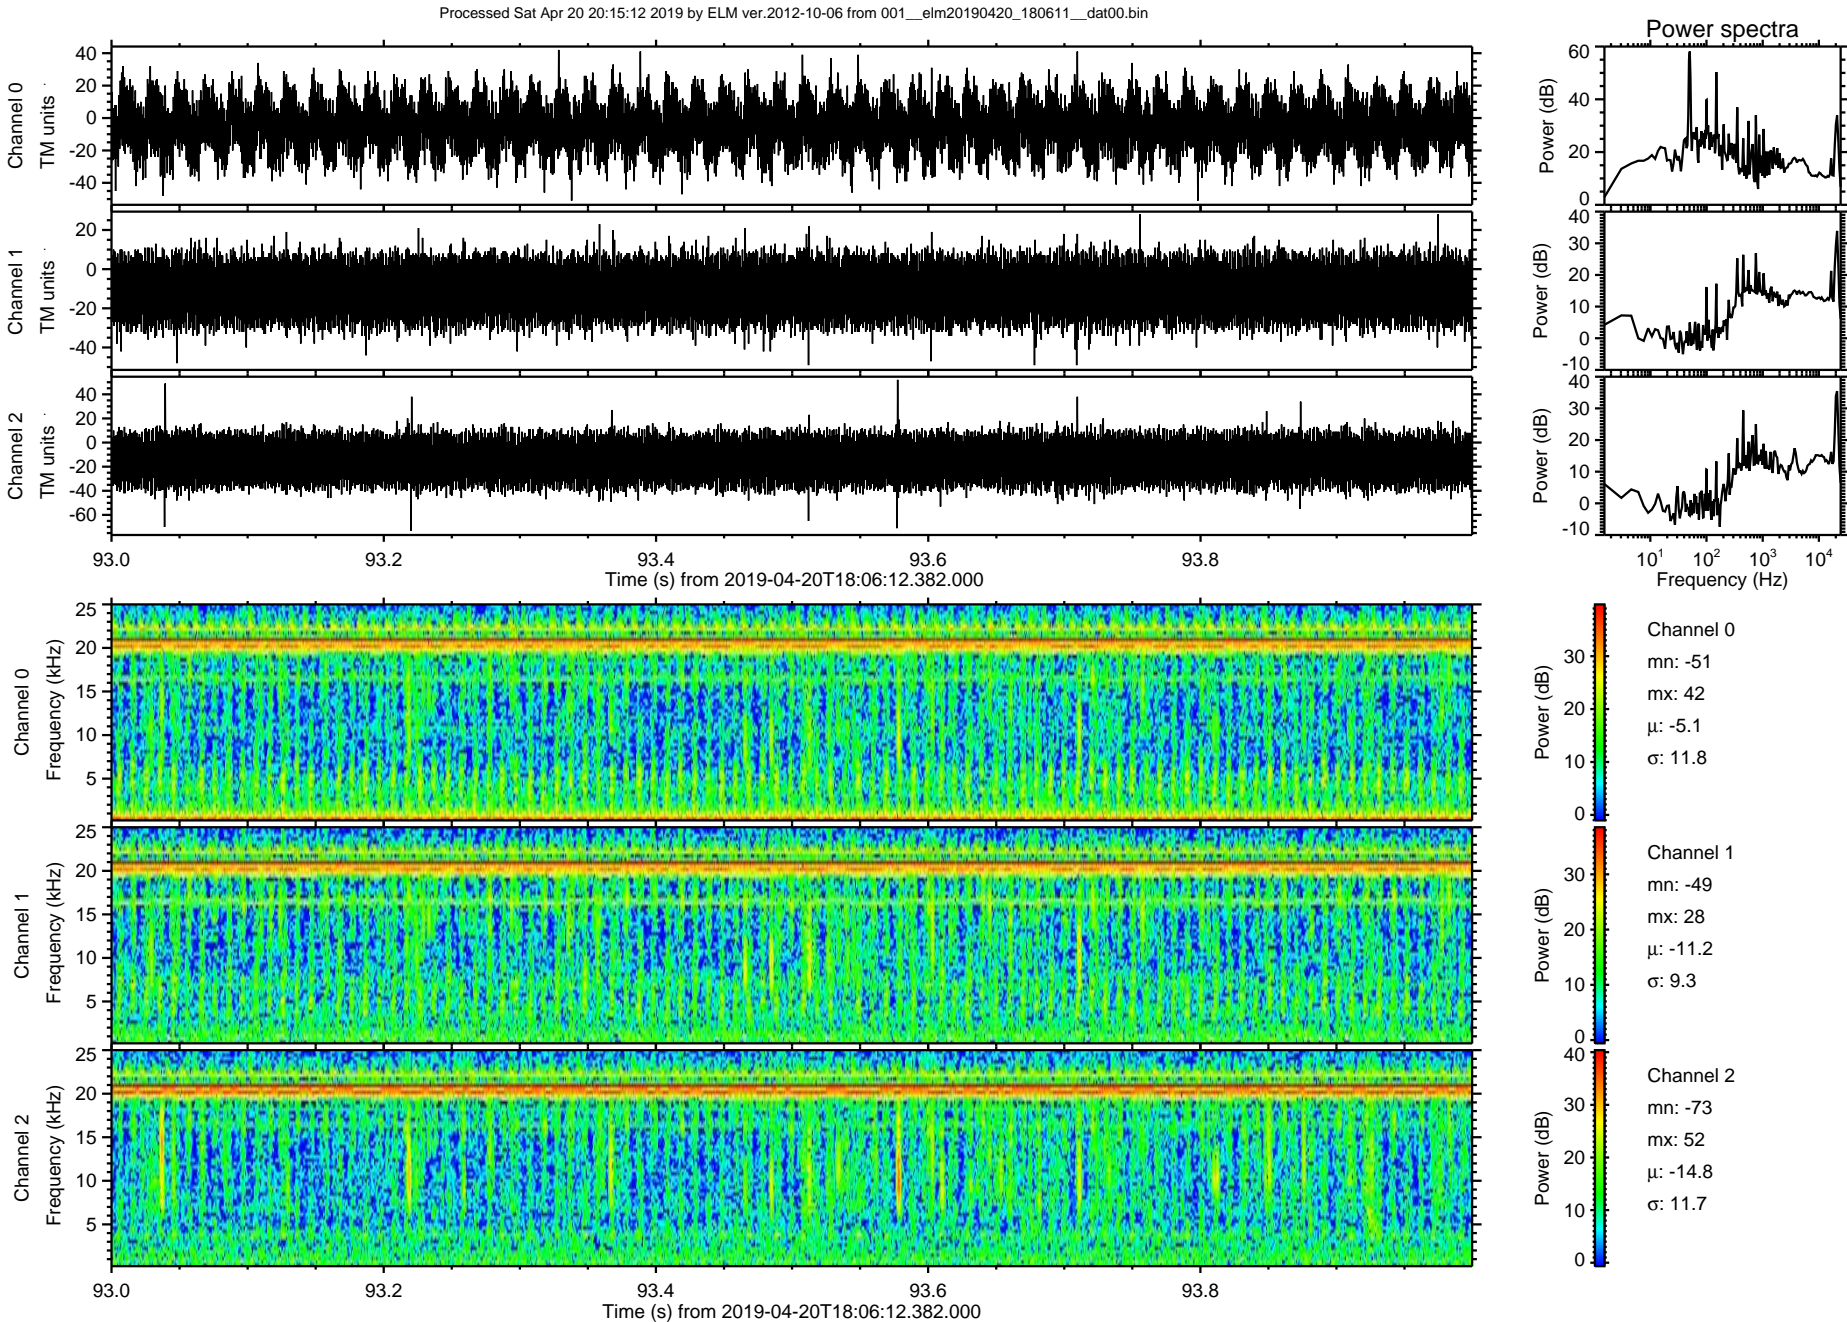 Processed Sat Apr 20 20:15:12 2019 by ELM ver.2012-10-06 from 001__elm20190420_180611__dat00.bin
Power spectra
Channel 0
TM units
40
20
0
-20
-40
Power (dB)
60
40
20
0
Channel 1
TM units
20
0
-20
-40
Power (dB)
40
30
20
10
0
-10
Channel 2
TM units
40
20
0
-20
-40
-60
Power (dB)
40
30
20
10
0
-10
93.0 93.2 93.4 93.6 93.8
Time (s) from 2019-04-20T18:06:12.382.000
10^1 10^2 10^3 10^4
Frequency (Hz)
Channel 0
Frequency (kHz)
25
20
15
10
5
Power (dB)
30
20
10
0
Channel 0
mn: -51
mx: 42
µ: -5.1
σ: 11.8
Channel 1
Frequency (kHz)
25
20
15
10
5
Power (dB)
30
20
10
0
Channel 1
mn: -49
mx: 28
µ: -11.2
σ: 9.3
Channel 2
Frequency (kHz)
25
20
15
10
5
Power (dB)
40
30
20
10
0
Channel 2
mn: -73
mx: 52
µ: -14.8
σ: 11.7
93.0 93.2 93.4 93.6 93.8
Time (s) from 2019-04-20T18:06:12.382.000